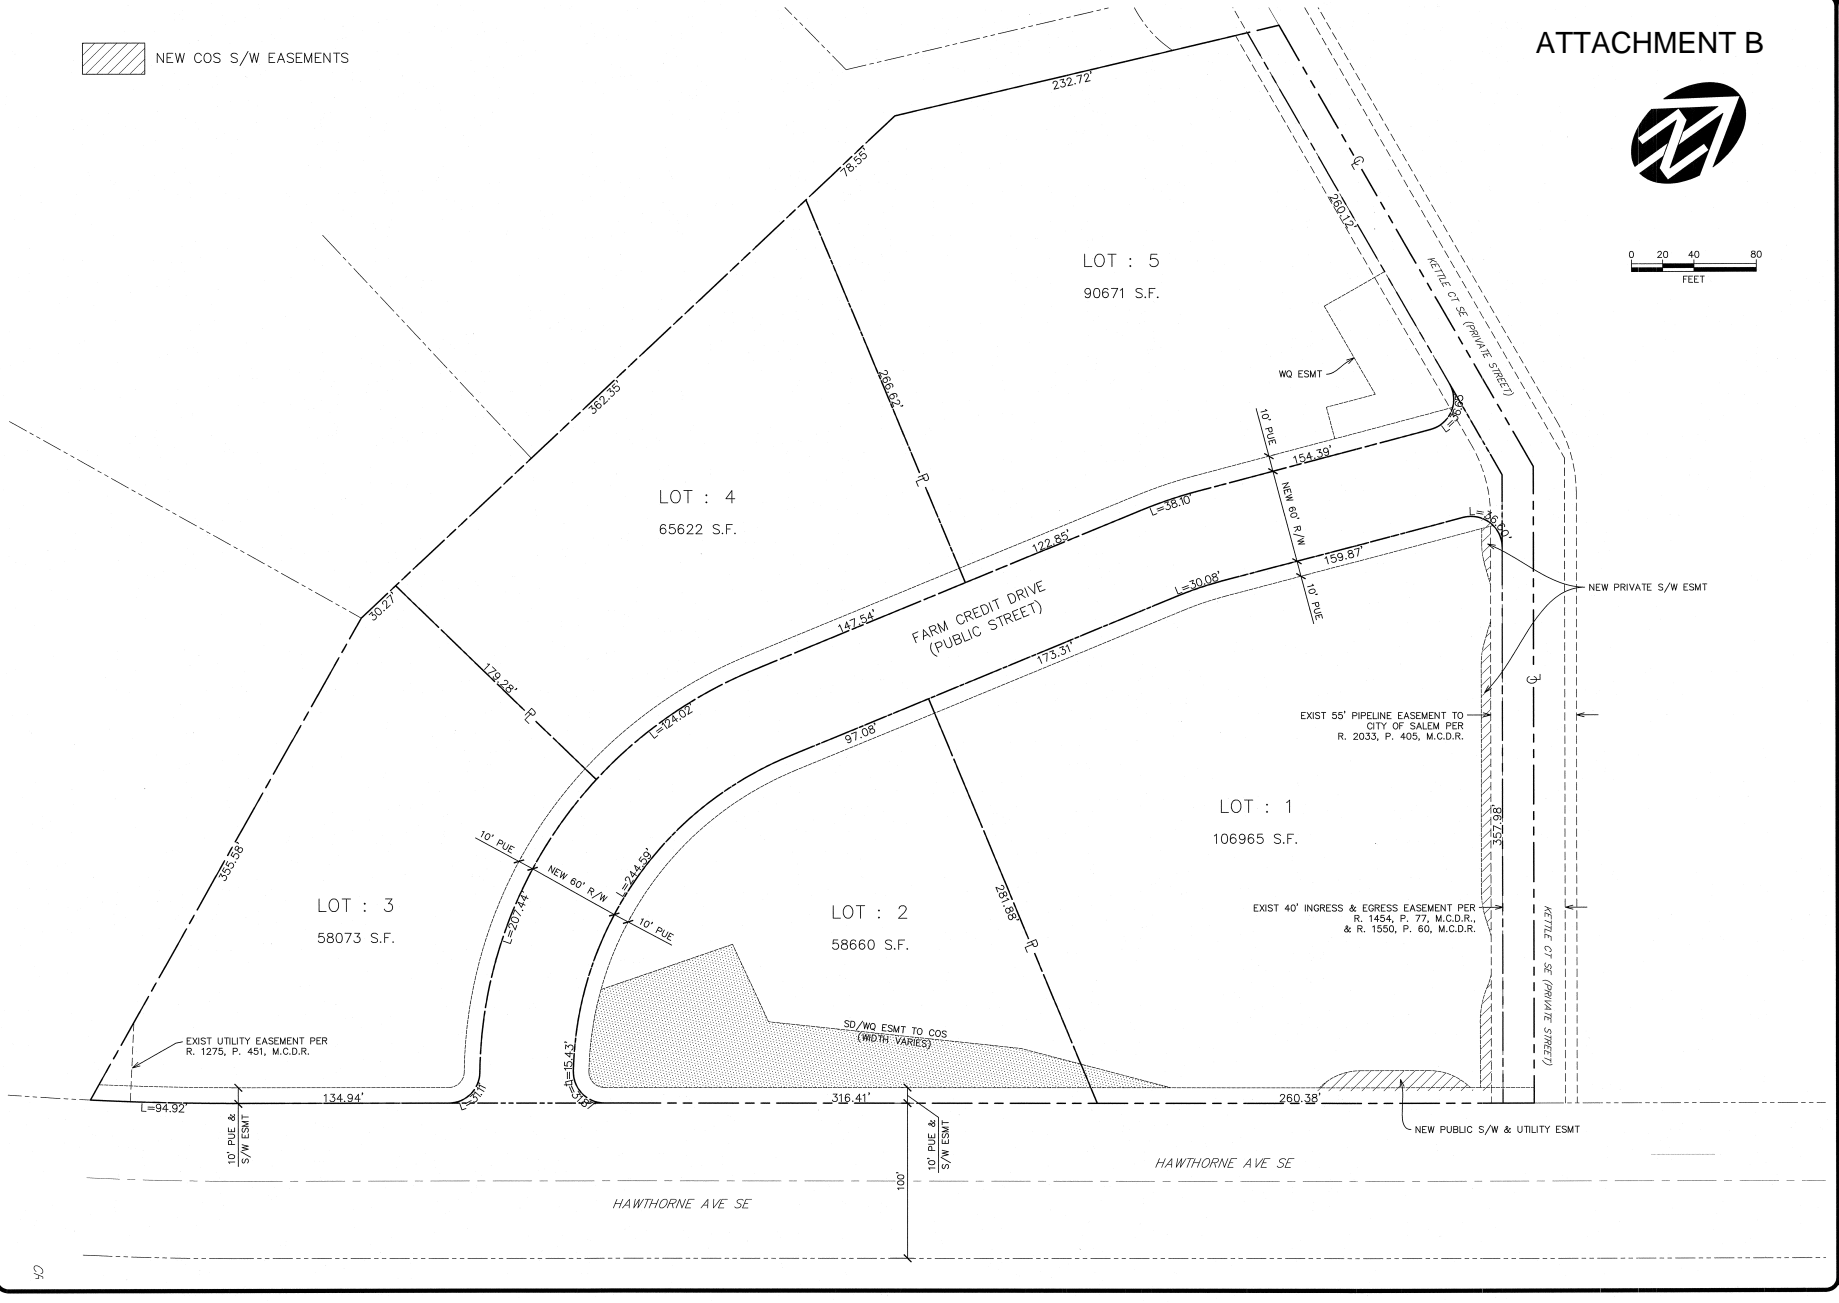 NEW COS S/W EASEMENTS
ATTACHMENT B
0 20 40 80
FEET
232.72'
78.55'
260.12'
LOT : 5
90671 S.F.
KETTLE CT SE (PRIVATE STREET)
WQ ESMT
362.35'
266.62'
PL
10' PUE
154.39'
LOT : 4
65622 S.F.
L=38.10'
NEW 60' R/W
122.85'
159.87'
L=30.08'
10' PUE
NEW PRIVATE S/W ESMT
30.27'
147.54'
FARM CREDIT DRIVE
(PUBLIC STREET)
173.31'
179.28'
PL
L=124.02'
97.08'
EXIST 55' PIPELINE EASEMENT TO
CITY OF SALEM PER
R. 2033, P. 405, M.C.D.R.
LOT : 1
106965 S.F.
357.98'
355.58'
10' PUE
NEW 60' R/W
10' PUE
L=244.59'
L=207.44'
281.88'
PL
LOT : 3
58073 S.F.
LOT : 2
58660 S.F.
EXIST 40' INGRESS & EGRESS EASEMENT PER
R. 1454, P. 77, M.C.D.R.,
& R. 1550, P. 60, M.C.D.R.
KETTLE CT SE (PRIVATE STREET)
SD/WQ ESMT TO COS
(WIDTH VARIES)
EXIST UTILITY EASEMENT PER
R. 1275, P. 451, M.C.D.R.
L=94.92'
134.94'
L=31.11'
316.41'
260.38'
10' PUE &
S/W ESMT
10' PUE &
S/W ESMT
NEW PUBLIC S/W & UTILITY ESMT
HAWTHORNE AVE SE
100'
HAWTHORNE AVE SE